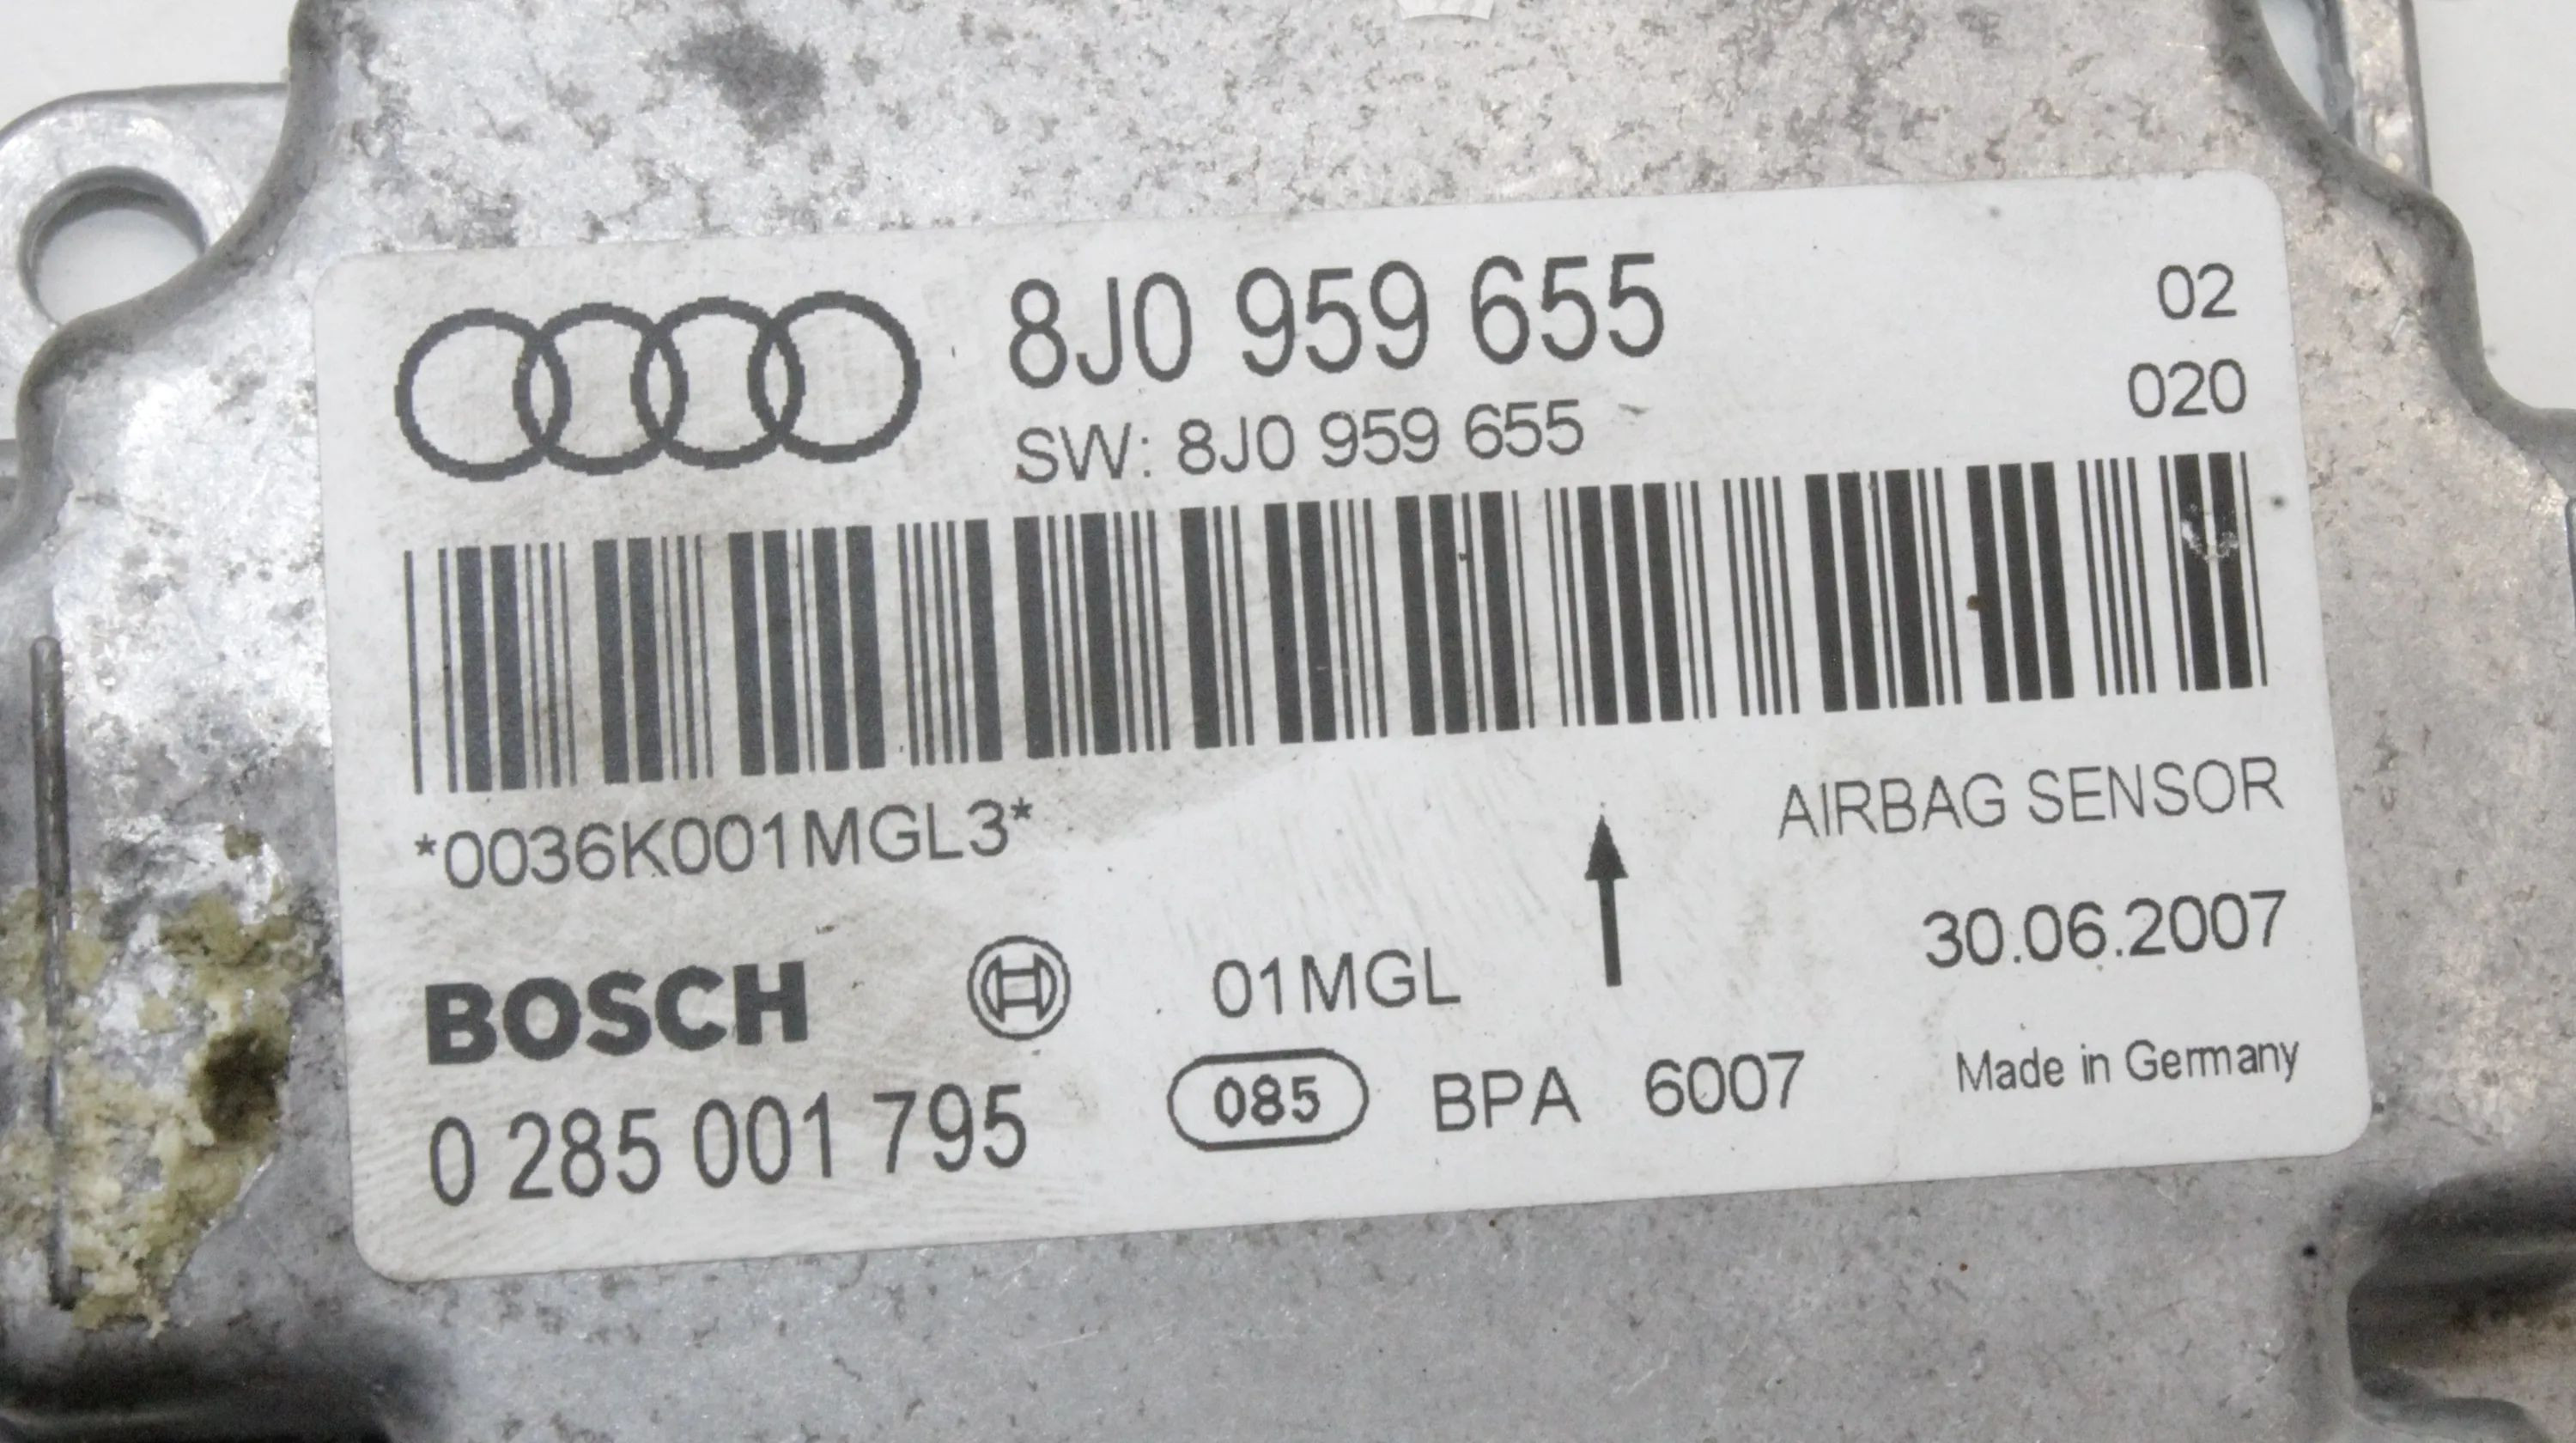 8J0 959 655
02
SW: 8J0 959 655
020
*0036K001MGL3*
AIRBAG SENSOR
BOSCH
01MGL
30.06.2007
0 285 001 795
085
BPA 6007
Made in Germany